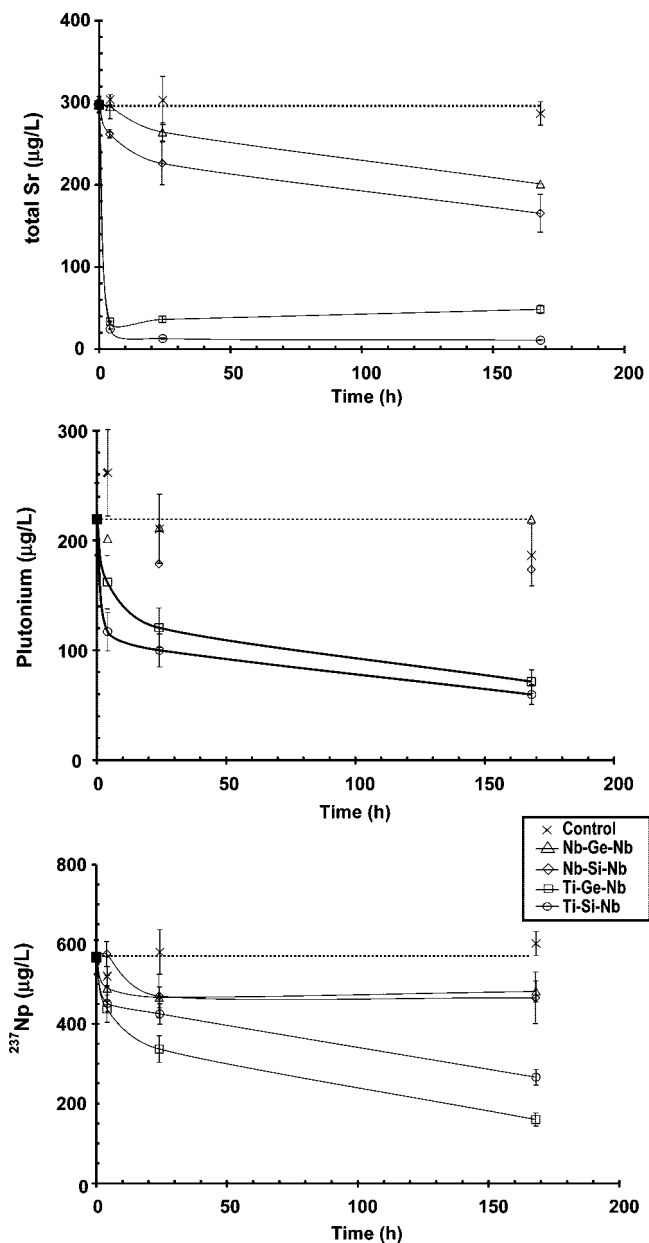 400
300
200
100
0
total Sr (µg/L)
0 50 100 150 200
Time (h)
300
200
100
0
Plutonium (µg/L)
0 50 100 150 200
Time (h)
Control
Nb-Ge-Nb
Nb-Si-Nb
Ti-Ge-Nb
Ti-Si-Nb
800
600
400
200
0
²³⁷Np (µg/L)
0 50 100 150 200
Time (h)